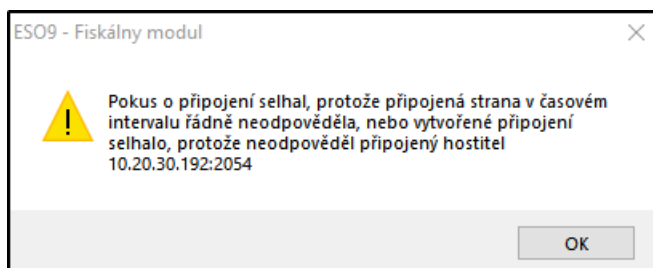 ESO9 - Fiskálny modul
Pokus o připojení selhal, protože připojená strana v časovém
intervalu řádně neodpověděla, nebo vytvořené připojení
selhalo, protože neodpověděl připojený hostitel
10.20.30.192:2054
OK